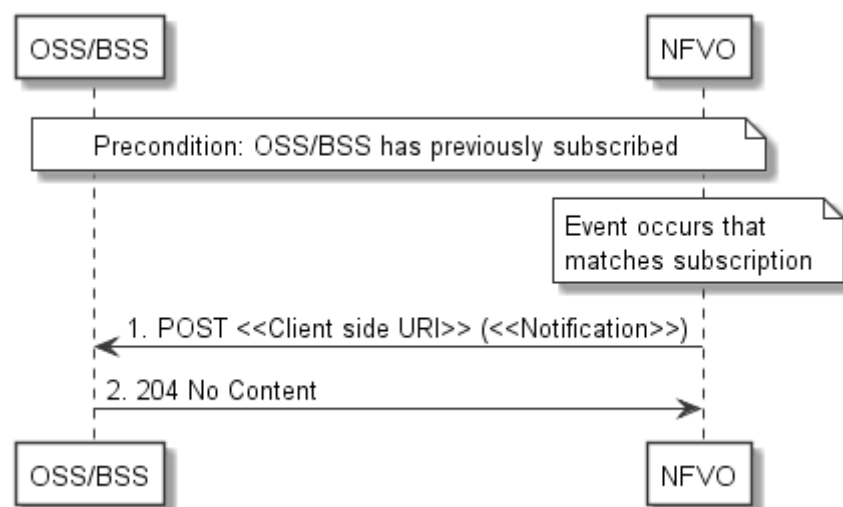 OSS/BSS
NFVO
Precondition: OSS/BSS has previously subscribed
Event occurs that
matches subscription
1. POST <<Client side URI>> (<<Notification>>)
2. 204 No Content
OSS/BSS
NFVO